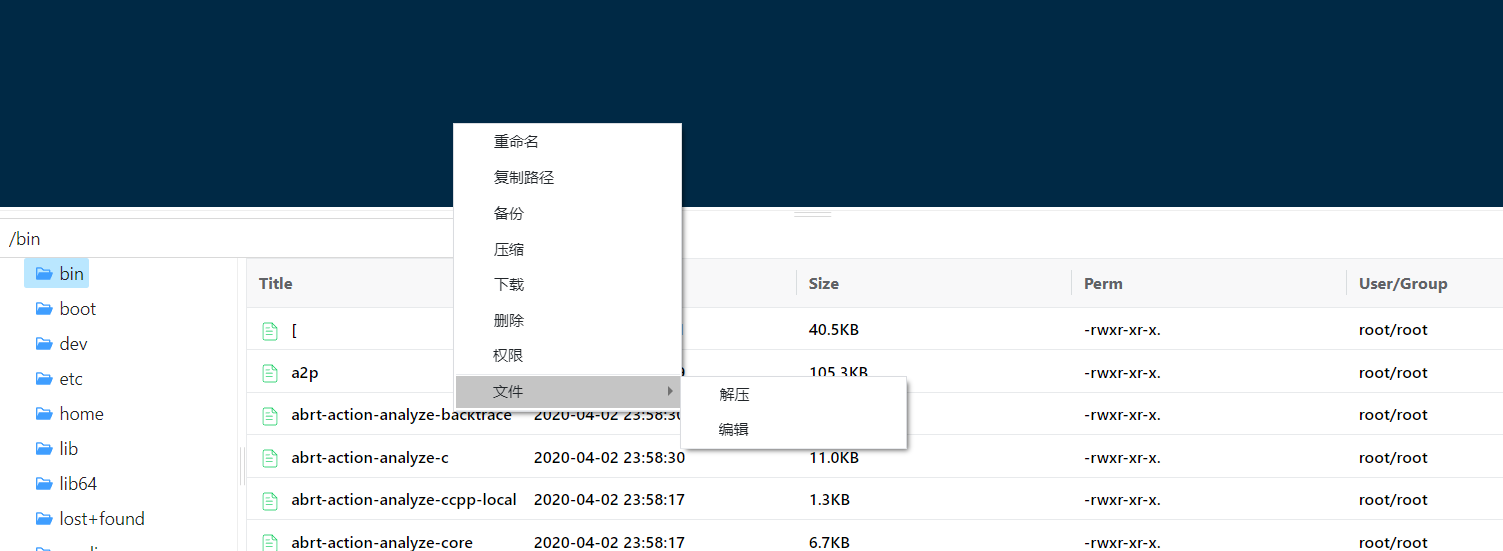 重命名
复制路径
备份
压缩
下载
删除
权限
文件
解压
编辑
/bin
bin
boot
dev
etc
home
lib
lib64
lost+found
Title Size Perm User/Group
[ 40.5KB -rwxr-xr-x. root/root
a2p 105.3KB -rwxr-xr-x. root/root
abrt-action-analyze-backtrace 2020-04-02 23:58:30 -rwxr-xr-x. root/root
abrt-action-analyze-c 2020-04-02 23:58:30 11.0KB -rwxr-xr-x. root/root
abrt-action-analyze-ccpp-local 2020-04-02 23:58:17 1.3KB -rwxr-xr-x. root/root
abrt-action-analyze-core 2020-04-02 23:58:17 6.7KB -rwxr-xr-x. root/root